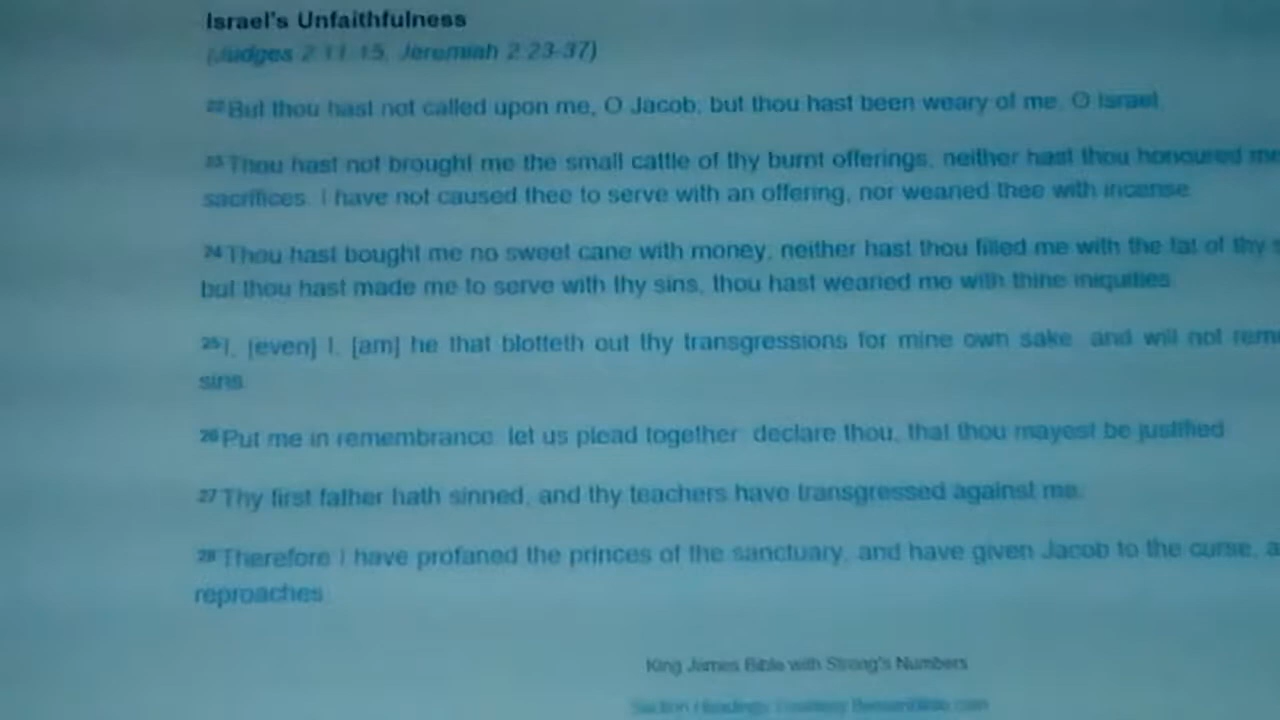 Israel's Unfaithfulness
(Judges 2:11-15, Jeremiah 2:23-37)
22 But thou hast not called upon me, O Jacob; but thou hast been weary of me, O Israel.
23 Thou hast not brought me the small cattle of thy burnt offerings; neither hast thou honoured me
sacrifices. I have not caused thee to serve with an offering, nor wearied thee with incense.
24 Thou hast bought me no sweet cane with money, neither hast thou filled me with the fat of thy
but thou hast made me to serve with thy sins, thou hast wearied me with thine iniquities.
25 I, [even] I, [am] he that blotteth out thy transgressions for mine own sake, and will not
sins.
26 Put me in remembrance: let us plead together: declare thou, that thou mayest be justified.
27 Thy first father hath sinned, and thy teachers have transgressed against me.
28 Therefore I have profaned the princes of the sanctuary, and have given Jacob to the curse,
reproaches.
King James Bible with Strong's Numbers
Section Headings Courtesy